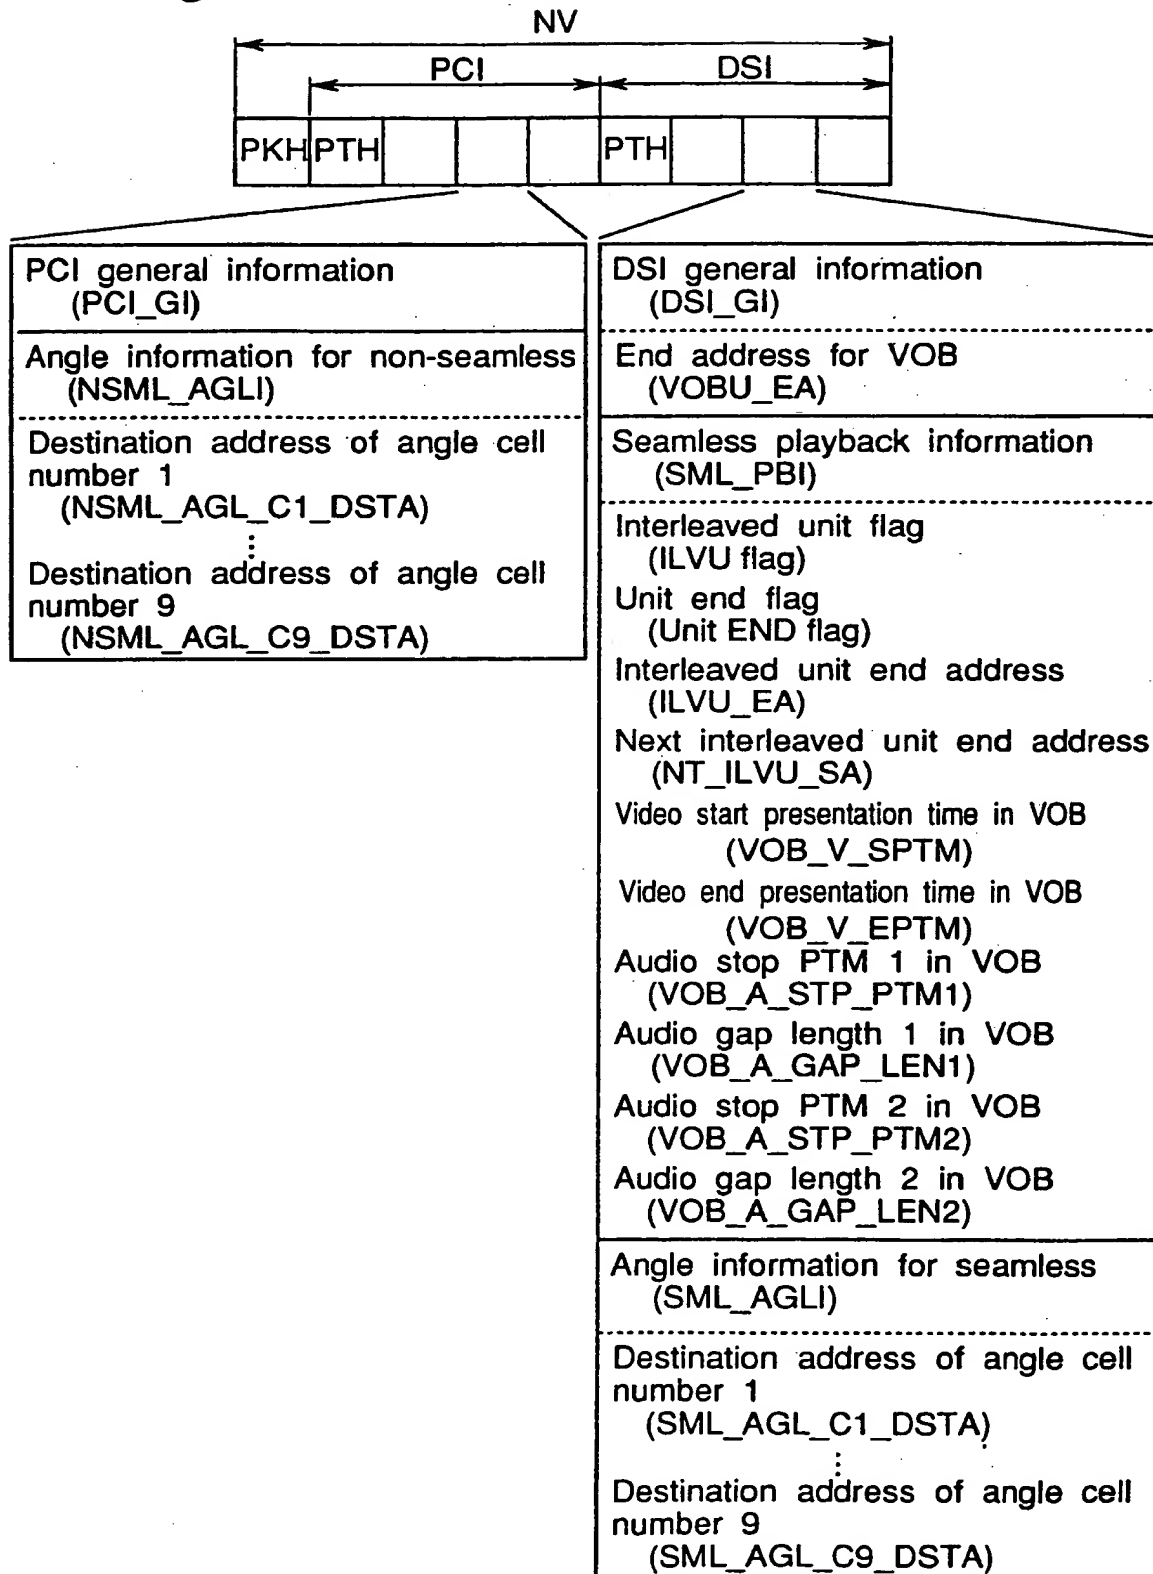 NV
PCI
DSI
PKH PTH PTH
PCI general information
(PCI_GI)
Angle information for non-seamless
(NSML_AGLI)
Destination address of angle cell
number 1
(NSML_AGL_C1_DSTA)
⋮
Destination address of angle cell
number 9
(NSML_AGL_C9_DSTA)
DSI general information
(DSI_GI)
End address for VOB
(VOBU_EA)
Seamless playback information
(SML_PBI)
Interleaved unit flag
(ILVU flag)
Unit end flag
(Unit END flag)
Interleaved unit end address
(ILVU_EA)
Next interleaved unit end address
(NT_ILVU_SA)
Video start presentation time in VOB
(VOB_V_SPTM)
Video end presentation time in VOB
(VOB_V_EPTM)
Audio stop PTM 1 in VOB
(VOB_A_STP_PTM1)
Audio gap length 1 in VOB
(VOB_A_GAP_LEN1)
Audio stop PTM 2 in VOB
(VOB_A_STP_PTM2)
Audio gap length 2 in VOB
(VOB_A_GAP_LEN2)
Angle information for seamless
(SML_AGLI)
Destination address of angle cell
number 1
(SML_AGL_C1_DSTA)
⋮
Destination address of angle cell
number 9
(SML_AGL_C9_DSTA)